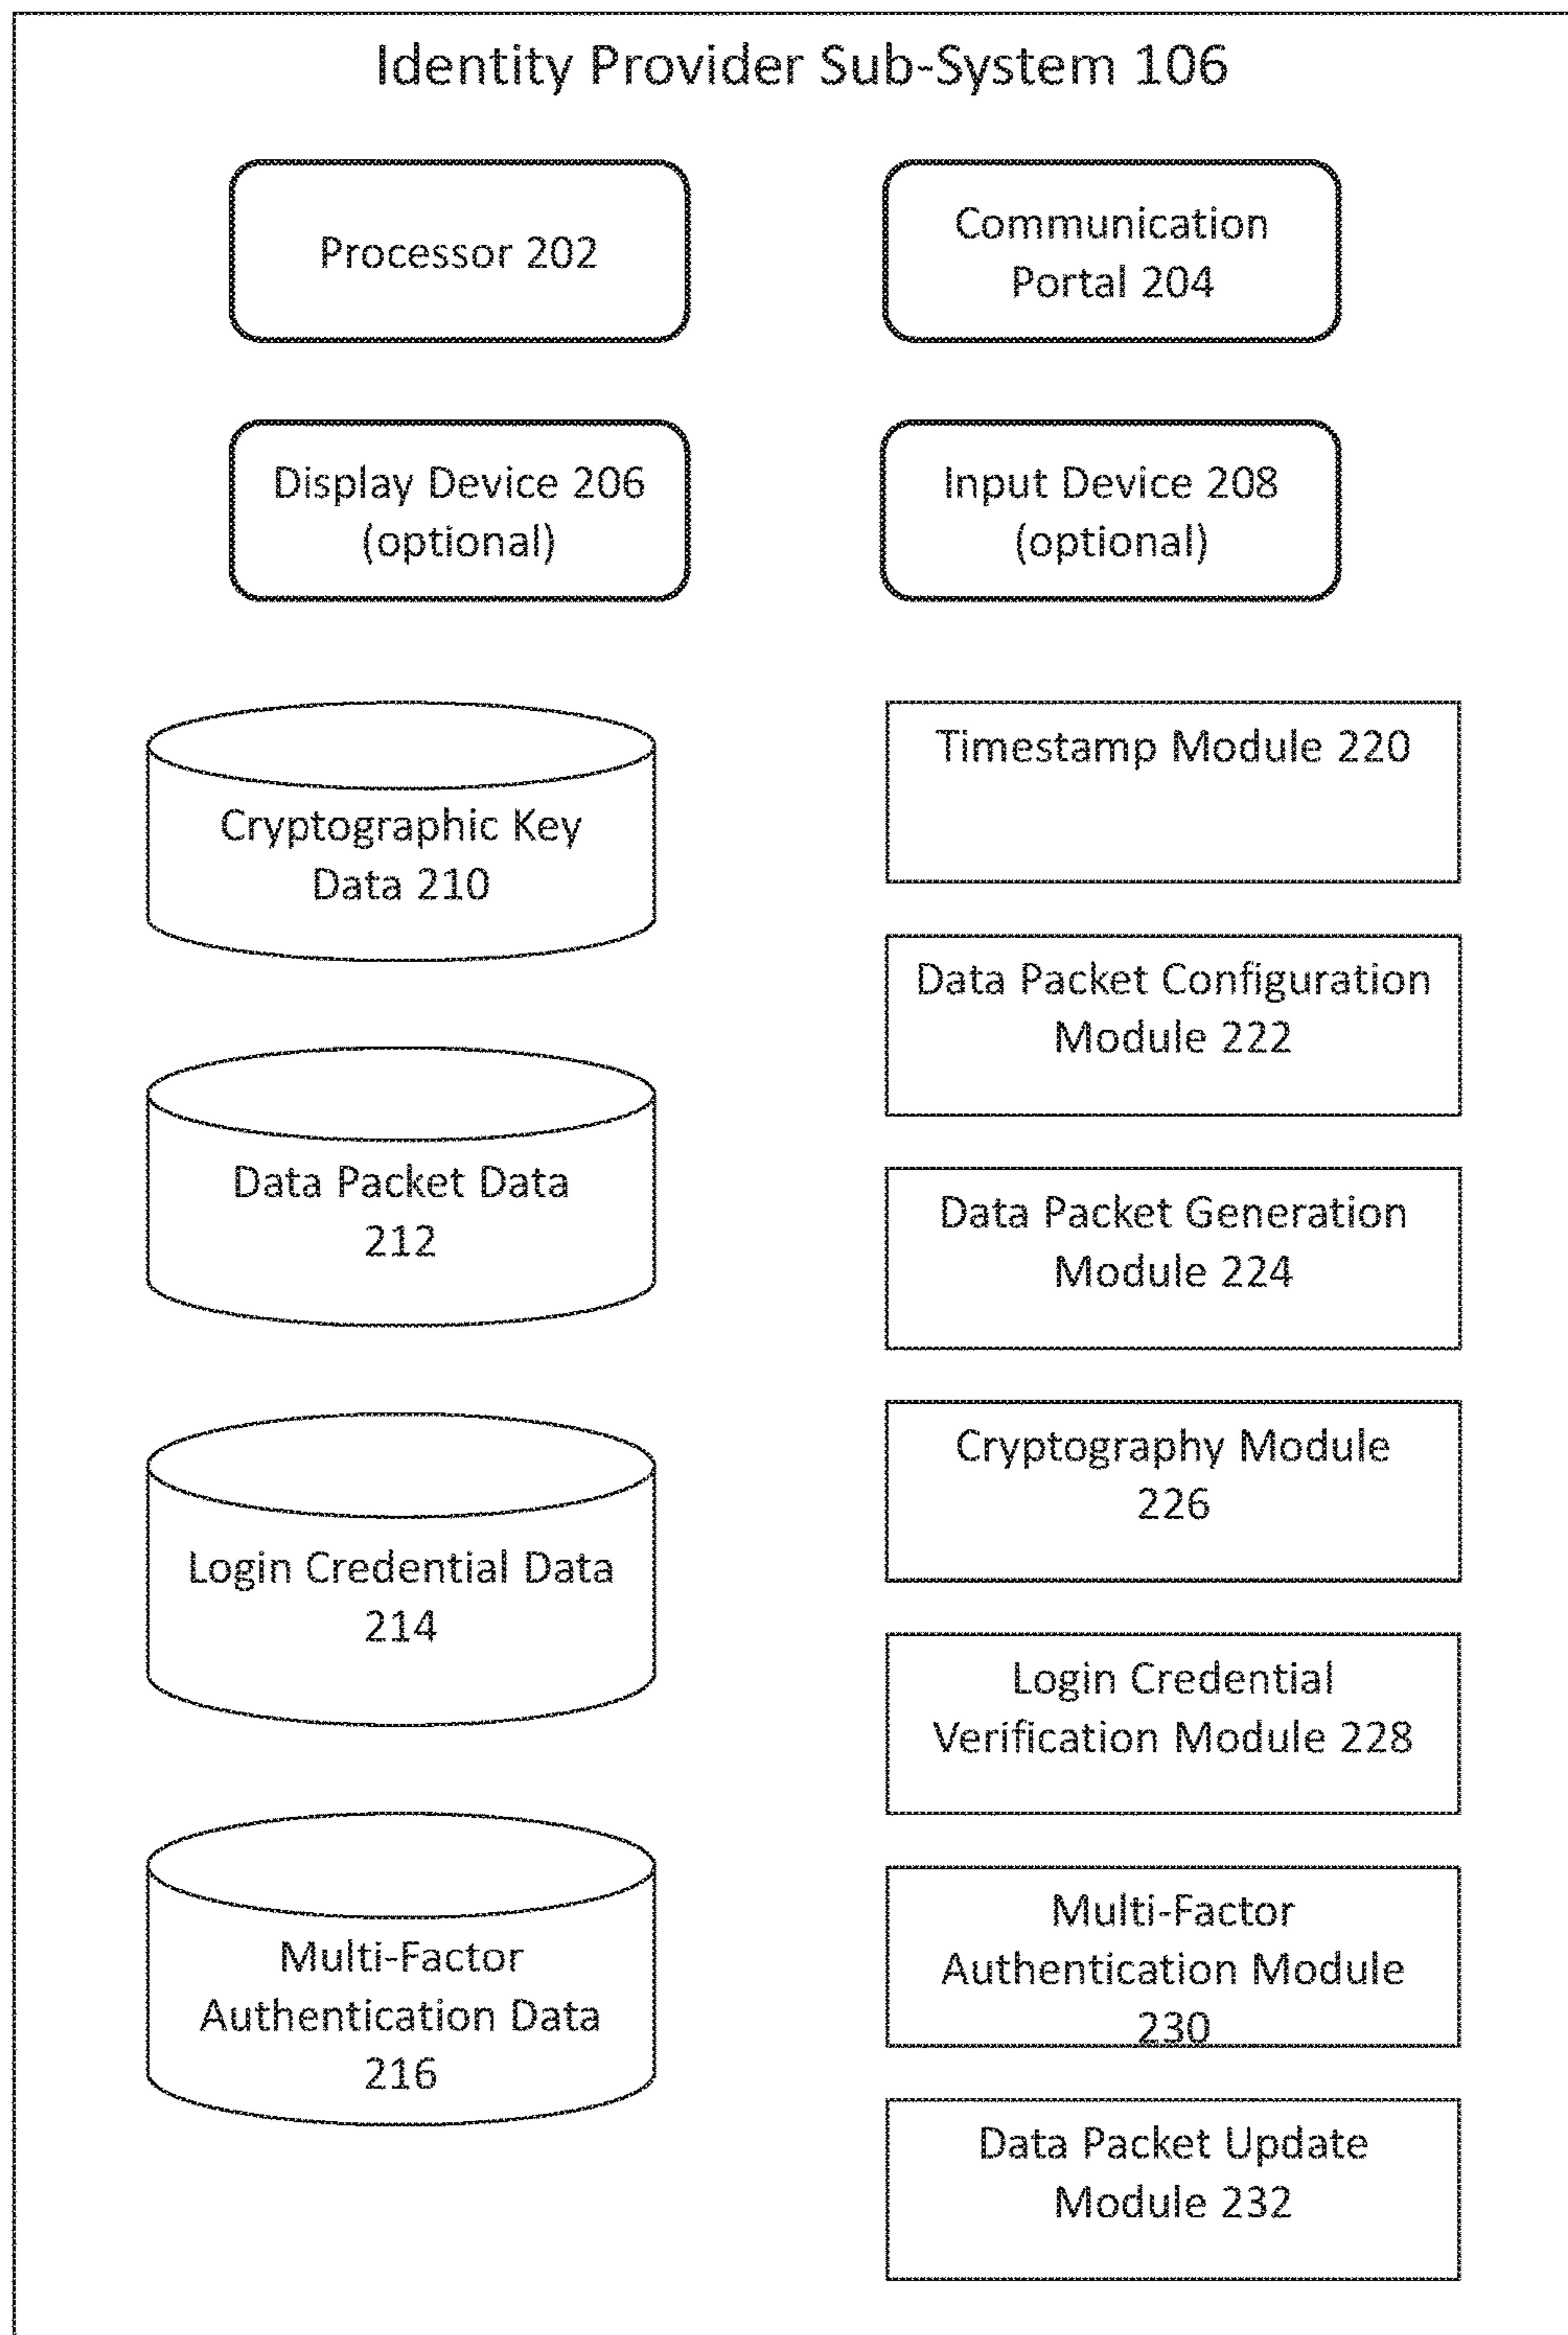 Identity Provider Sub-System 106
Processor 202
Communication
Portal 204
Display Device 206
(optional)
Input Device 208
(optional)
Cryptographic Key
Data 210
Data Packet Data
212
Login Credential Data
214
Multi-Factor
Authentication Data
216
Timestamp Module 220
Data Packet Configuration
Module 222
Data Packet Generation
Module 224
Cryptography Module
226
Login Credential
Verification Module 228
Multi-Factor
Authentication Module
230
Data Packet Update
Module 232